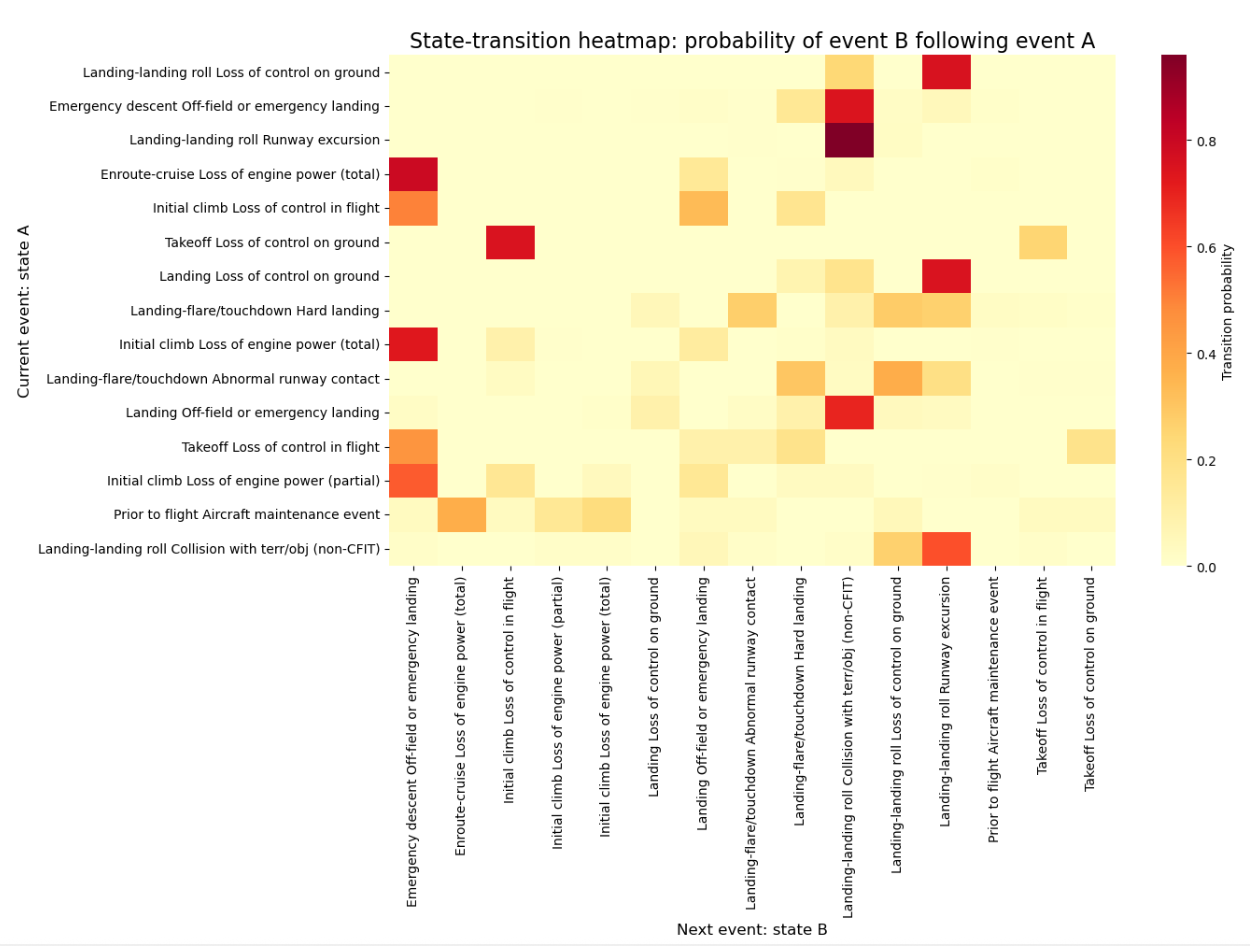 State-transition heatmap: probability of event B following event A
Current event: state A
Landing-landing roll Loss of control on ground
Emergency descent Off-field or emergency landing
Landing-landing roll Runway excursion
Enroute-cruise Loss of engine power (total)
Initial climb Loss of control in flight
Takeoff Loss of control on ground
Landing Loss of control on ground
Landing-flare/touchdown Hard landing
Initial climb Loss of engine power (total)
Landing-flare/touchdown Abnormal runway contact
Landing Off-field or emergency landing
Takeoff Loss of control in flight
Initial climb Loss of engine power (partial)
Prior to flight Aircraft maintenance event
Landing-landing roll Collision with terr/obj (non-CFIT)
Emergency descent Off-field or emergency landing
Enroute-cruise Loss of engine power (total)
Initial climb Loss of control in flight
Initial climb Loss of engine power (partial)
Initial climb Loss of engine power (total)
Landing Loss of control on ground
Landing Off-field or emergency landing
Landing-flare/touchdown Abnormal runway contact
Landing-flare/touchdown Hard landing
Landing-landing roll Collision with terr/obj (non-CFIT)
Landing-landing roll Loss of control on ground
Landing-landing roll Runway excursion
Prior to flight Aircraft maintenance event
Takeoff Loss of control in flight
Takeoff Loss of control on ground
Next event: state B
0.8
0.6
0.4
0.2
0.0
Transition probability